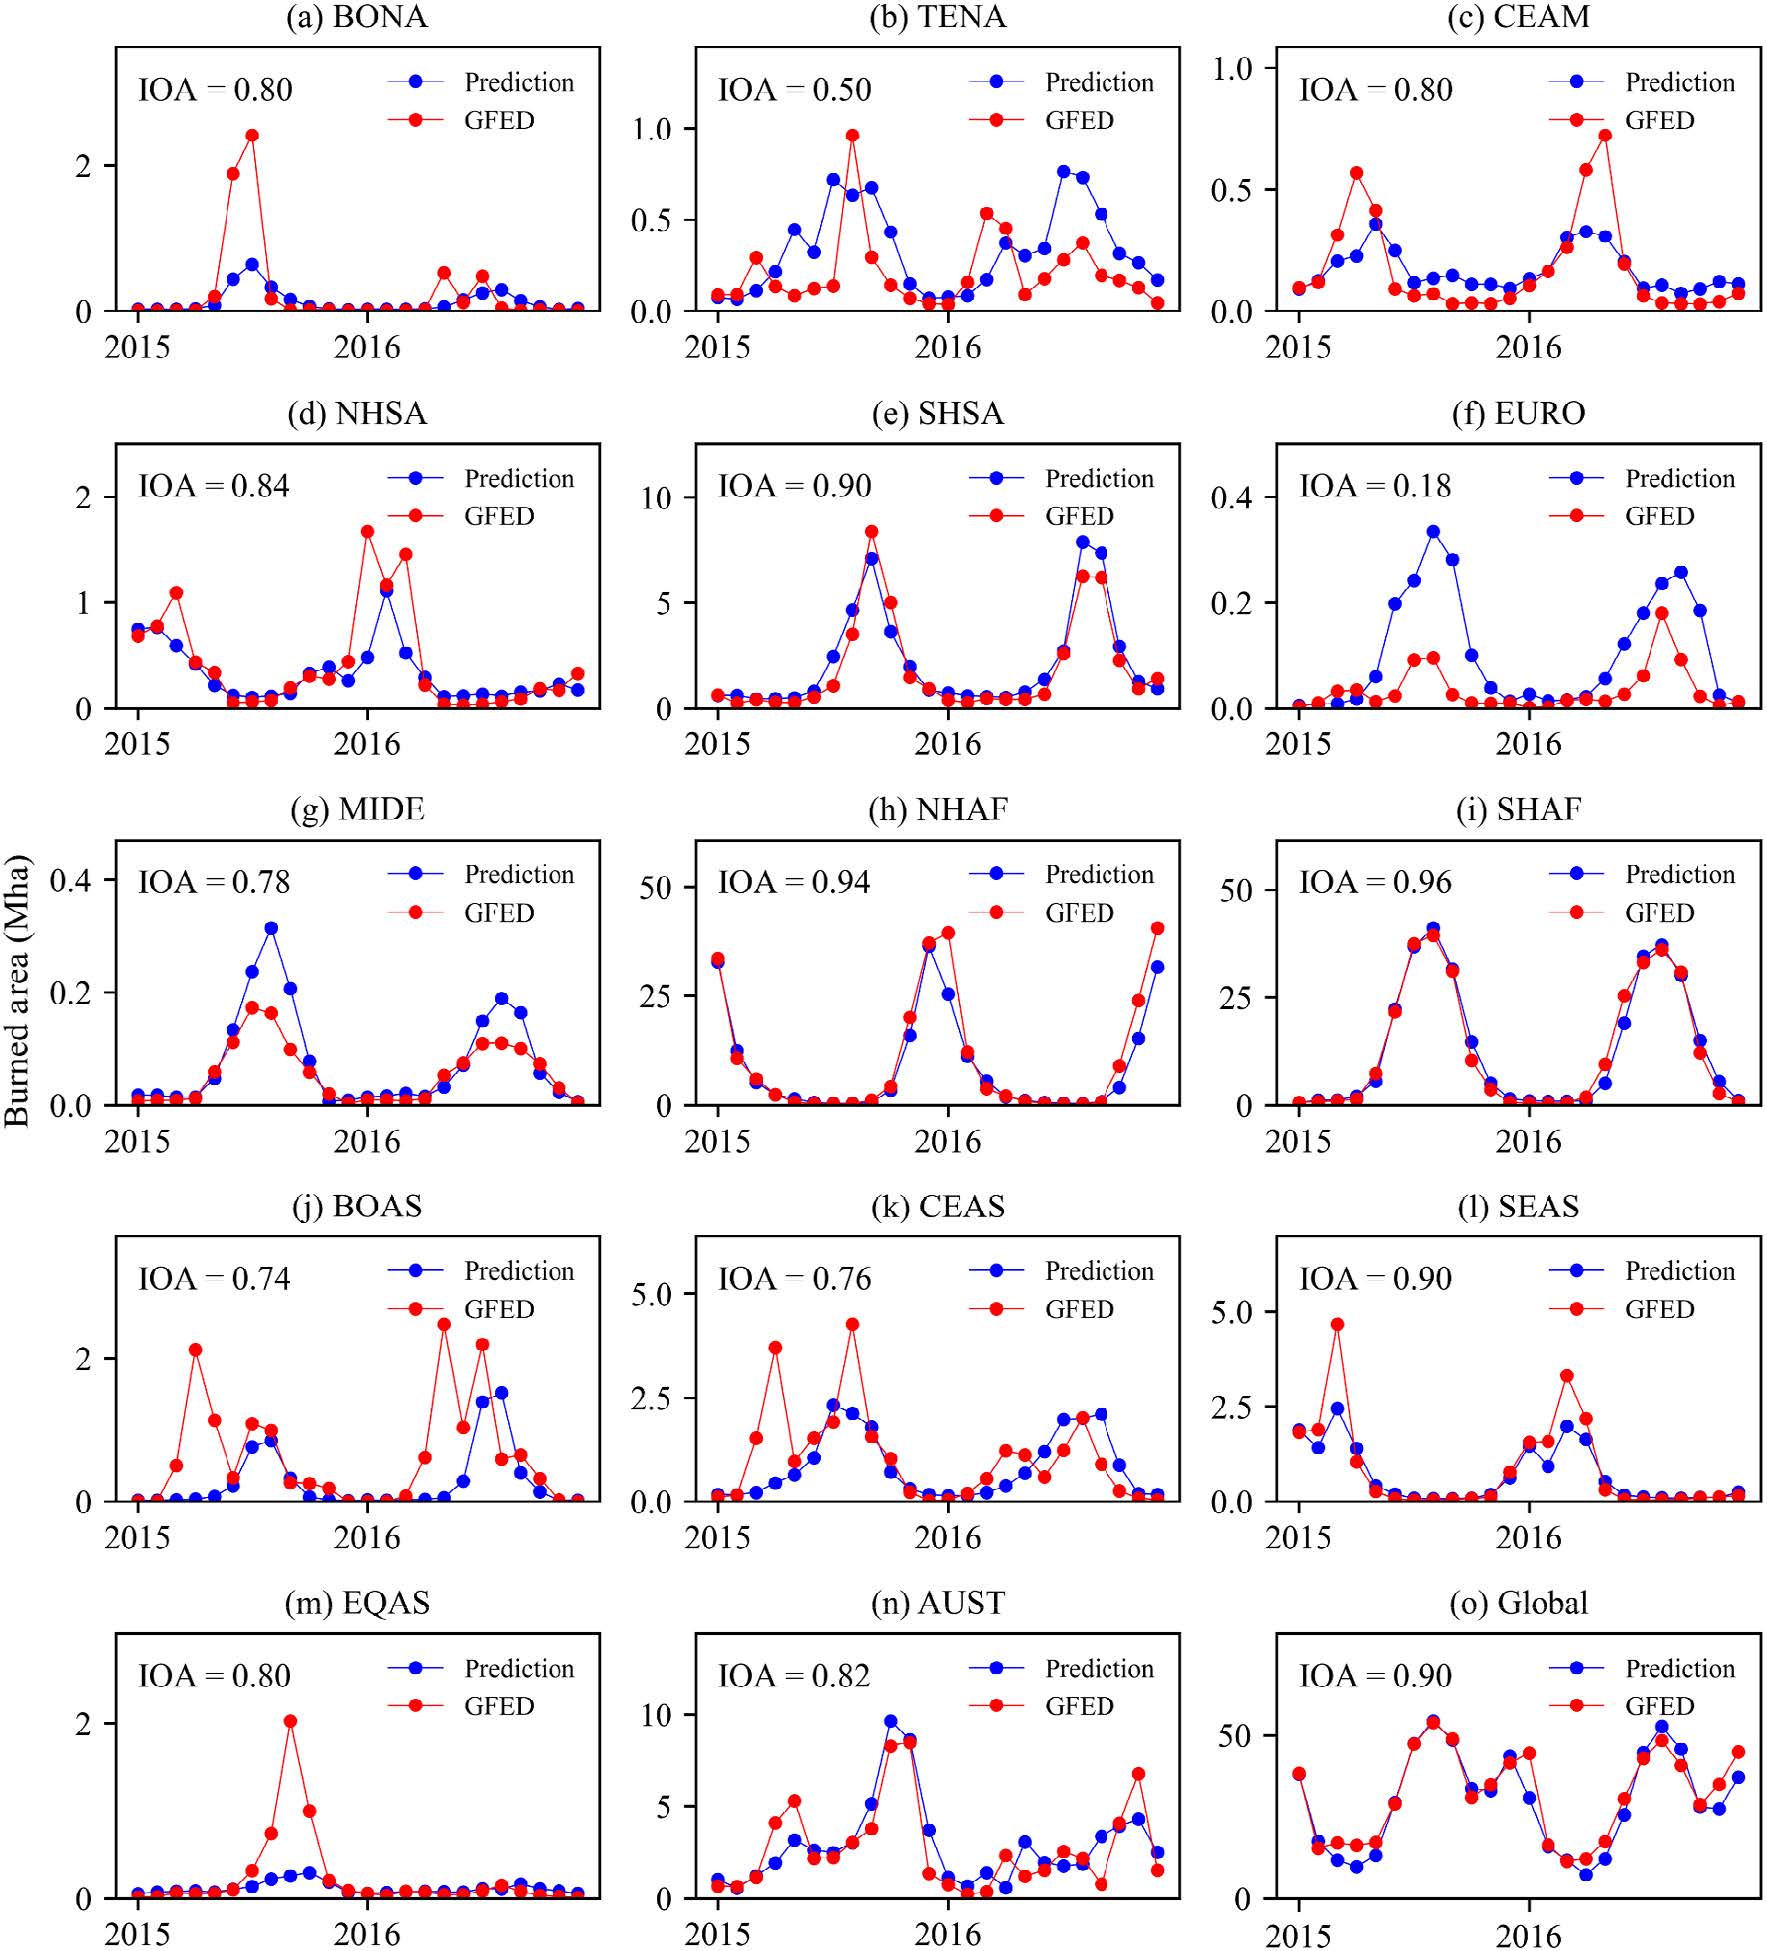 (a) BONA
IOA = 0.80
Prediction
GFED
2
0
2015
2016
(b) TENA
IOA = 0.50
Prediction
GFED
1.0
0.5
0.0
2015
2016
(c) CEAM
IOA = 0.80
Prediction
GFED
1.0
0.5
0.0
2015
2016
(d) NHSA
IOA = 0.84
Prediction
GFED
2
1
0
2015
2016
(e) SHSA
IOA = 0.90
Prediction
GFED
10
5
0
2015
2016
(f) EURO
IOA = 0.18
Prediction
GFED
0.4
0.2
0.0
2015
2016
Burned area (Mha)
(g) MIDE
IOA = 0.78
Prediction
GFED
0.4
0.2
0.0
2015
2016
(h) NHAF
IOA = 0.94
Prediction
GFED
50
25
0
2015
2016
(i) SHAF
IOA = 0.96
Prediction
GFED
50
25
0
2015
2016
(j) BOAS
IOA = 0.74
Prediction
GFED
2
0
2015
2016
(k) CEAS
IOA = 0.76
Prediction
GFED
5.0
2.5
0.0
2015
2016
(l) SEAS
IOA = 0.90
Prediction
GFED
5.0
2.5
0.0
2015
2016
(m) EQAS
IOA = 0.80
Prediction
GFED
2
0
2015
2016
(n) AUST
IOA = 0.82
Prediction
GFED
10
5
0
2015
2016
(o) Global
IOA = 0.90
Prediction
GFED
50
0
2015
2016